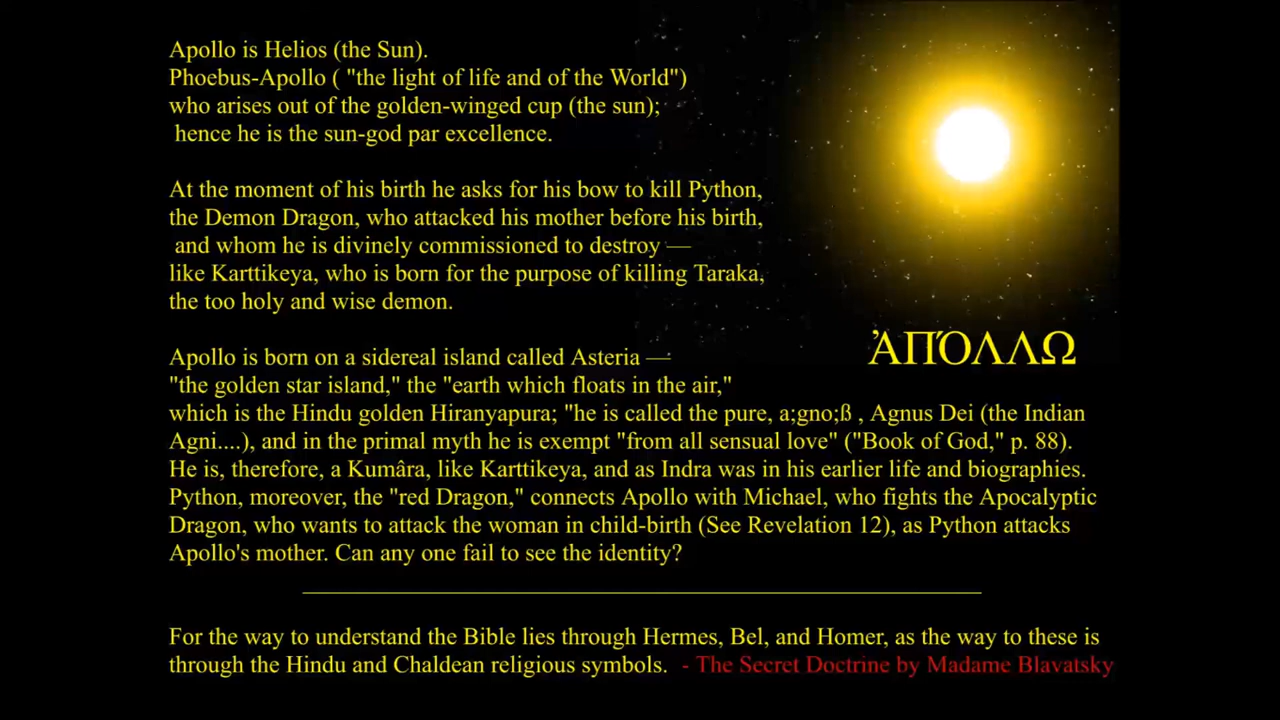 Apollo is Helios (the Sun).
Phoebus-Apollo ( "the light of life and of the World")
who arises out of the golden-winged cup (the sun);
hence he is the sun-god par excellence.
At the moment of his birth he asks for his bow to kill Python,
the Demon Dragon, who attacked his mother before his birth,
and whom he is divinely commissioned to destroy —
like Karttikeya, who is born for the purpose of killing Taraka,
the too holy and wise demon.
ἈΠΌΛΛΩ
Apollo is born on a sidereal island called Asteria —
"the golden star island," the "earth which floats in the air,"
which is the Hindu golden Hiranyapura; "he is called the pure, a;gno;ß , Agnus Dei (the Indian
Agni....), and in the primal myth he is exempt "from all sensual love" ("Book of God," p. 88).
He is, therefore, a Kumâra, like Karttikeya, and as Indra was in his earlier life and biographies.
Python, moreover, the "red Dragon," connects Apollo with Michael, who fights the Apocalyptic
Dragon, who wants to attack the woman in child-birth (See Revelation 12), as Python attacks
Apollo's mother. Can any one fail to see the identity?
For the way to understand the Bible lies through Hermes, Bel, and Homer, as the way to these is
through the Hindu and Chaldean religious symbols. - The Secret Doctrine by Madame Blavatsky